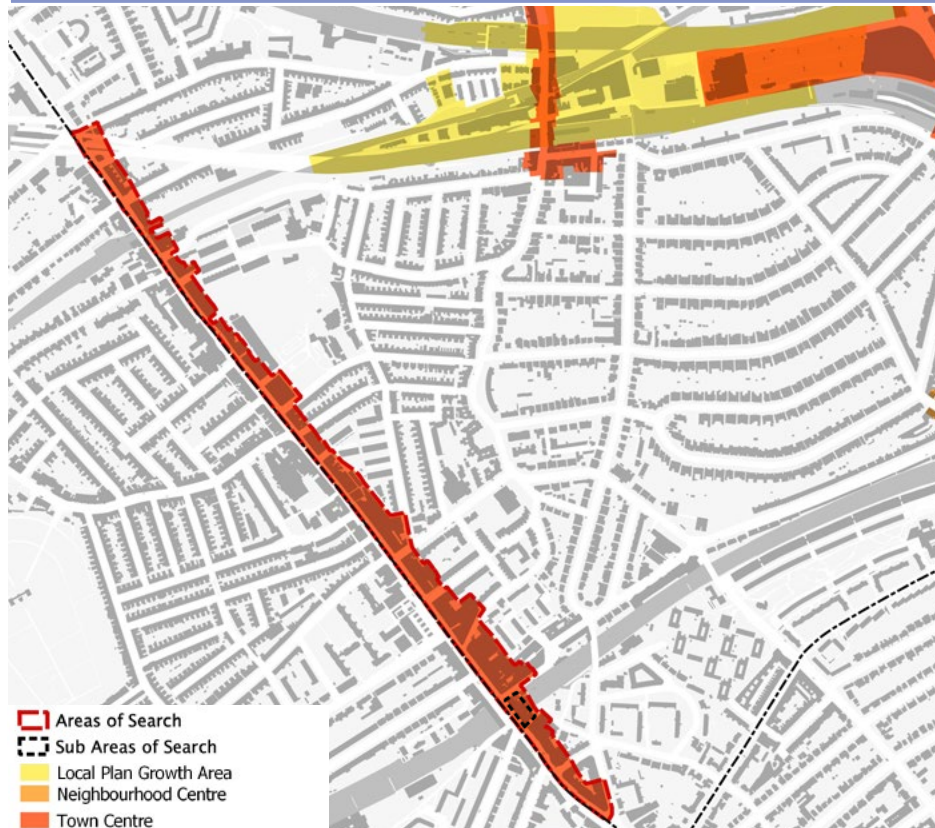 Areas of Search
Sub Areas of Search
Local Plan Growth Area
Neighbourhood Centre
Town Centre